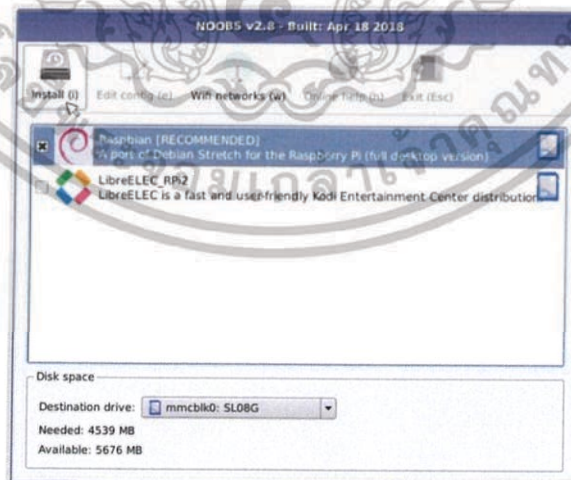 NOOBS v2.8 - Built: Apr 18 2018
Install (i) Edit config (e) Wifi networks (w) Online help (h) Exit (Esc)
Raspbian [RECOMMENDED]
A port of Debian Stretch for the Raspberry Pi (full desktop version)
LibreELEC_RPi2
LibreELEC is a fast and user-friendly Kodi Entertainment Center distribution
Disk space
Destination drive: mmcblk0: SL08G
Needed: 4539 MB
Available: 5676 MB